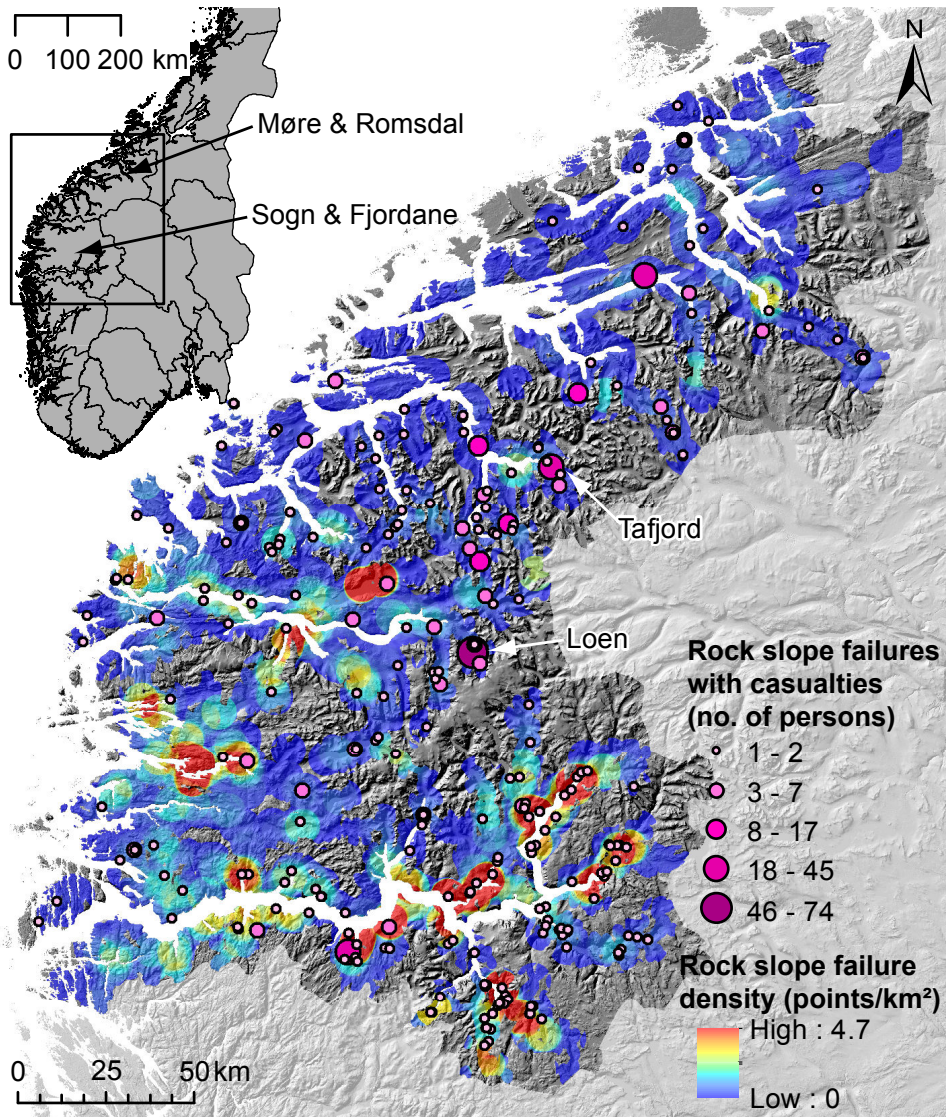 0 100 200 km
N
Møre & Romsdal
Sogn & Fjordane
Tafjord
Loen
Rock slope failures
with casualties
(no. of persons)
1 - 2
3 - 7
8 - 17
18 - 45
46 - 74
Rock slope failure
density (points/km²)
High : 4.7
Low : 0
0 25 50 km